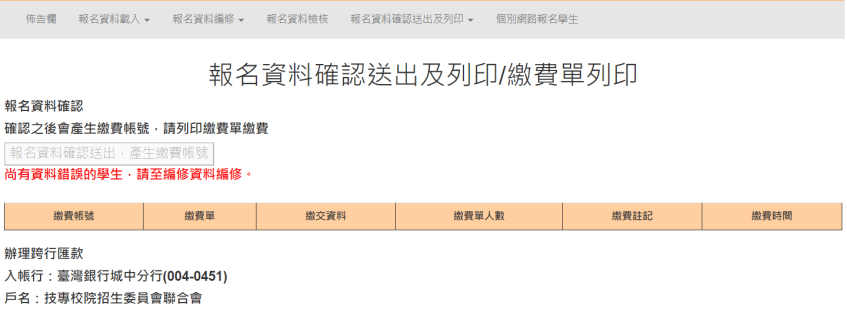 佈告欄 報名資料載入 報名資料編修 報名資料檢核 報名資料確認送出及列印 個別網路報名學生
報名資料確認送出及列印/繳費單列印
報名資料確認
確認之後會產生繳費帳號，請列印繳費單繳費
報名資料確認送出，產生繳費帳號
尚有資料錯誤的學生，請至編修資料編修。
繳費帳號 繳費單 繳交資料 繳費單人數 繳費註記 繳費時間
辦理跨行匯款
入帳行：臺灣銀行城中分行(004-0451)
戶名：技專校院招生委員會聯合會